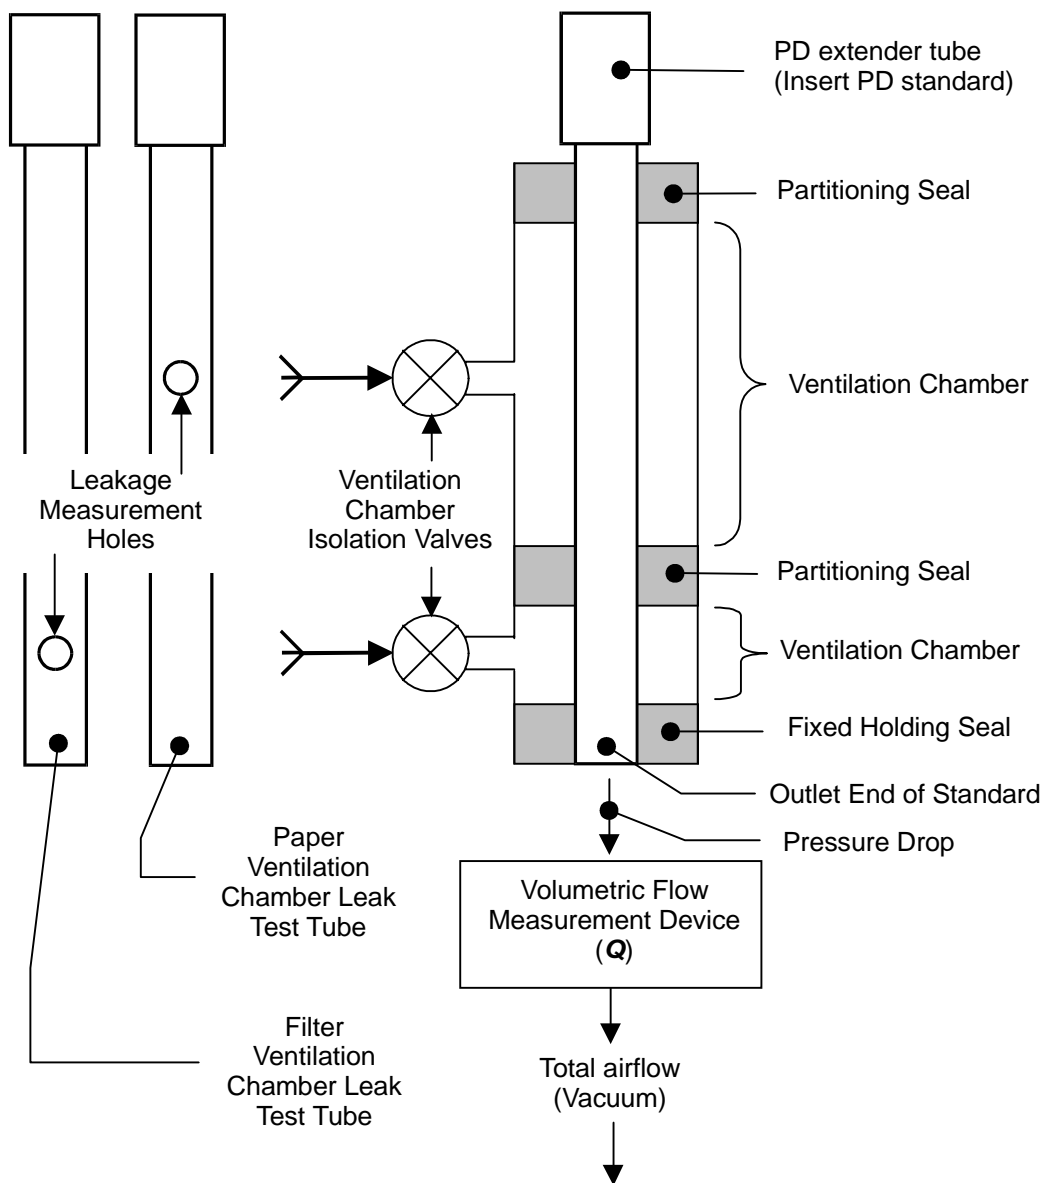 PD extender tube
(Insert PD standard)
Partitioning Seal
Ventilation Chamber
Leakage
Measurement
Holes
Ventilation
Chamber
Isolation Valves
Partitioning Seal
Ventilation Chamber
Fixed Holding Seal
Outlet End of Standard
Pressure Drop
Paper
Ventilation
Chamber Leak
Test Tube
Volumetric Flow
Measurement Device
(Q)
Filter
Ventilation
Chamber Leak
Test Tube
Total airflow
(Vacuum)